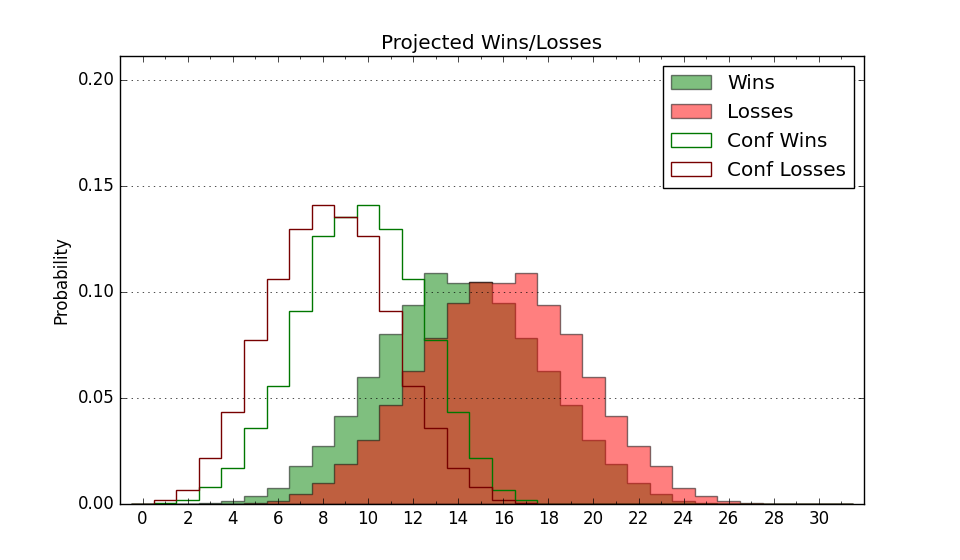 Projected Wins/Losses
0.20
0.15
0.10
0.05
0.00
Probability
Wins
Losses
Conf Wins
Conf Losses
0 2 4 6 8 10 12 14 16 18 20 22 24 26 28 30